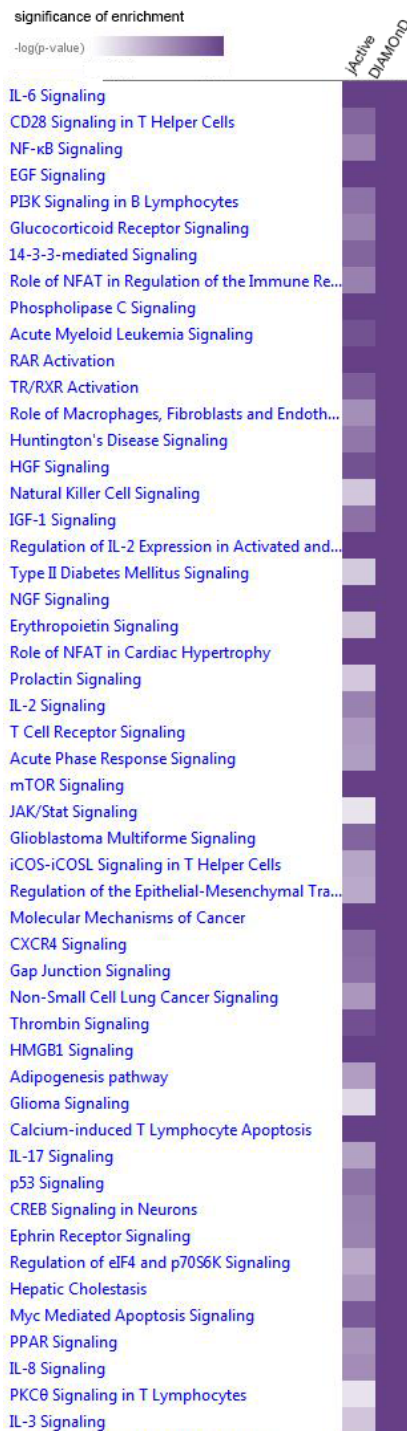 significance of enrichment
-log(p-value)
jActive
DIAMOnD
IL-6 Signaling
CD28 Signaling in T Helper Cells
NF-κB Signaling
EGF Signaling
PI3K Signaling in B Lymphocytes
Glucocorticoid Receptor Signaling
14-3-3-mediated Signaling
Role of NFAT in Regulation of the Immune Re...
Phospholipase C Signaling
Acute Myeloid Leukemia Signaling
RAR Activation
TR/RXR Activation
Role of Macrophages, Fibroblasts and Endoth...
Huntington's Disease Signaling
HGF Signaling
Natural Killer Cell Signaling
IGF-1 Signaling
Regulation of IL-2 Expression in Activated and...
Type II Diabetes Mellitus Signaling
NGF Signaling
Erythropoietin Signaling
Role of NFAT in Cardiac Hypertrophy
Prolactin Signaling
IL-2 Signaling
T Cell Receptor Signaling
Acute Phase Response Signaling
mTOR Signaling
JAK/Stat Signaling
Glioblastoma Multiforme Signaling
iCOS-iCOSL Signaling in T Helper Cells
Regulation of the Epithelial-Mesenchymal Tra...
Molecular Mechanisms of Cancer
CXCR4 Signaling
Gap Junction Signaling
Non-Small Cell Lung Cancer Signaling
Thrombin Signaling
HMGB1 Signaling
Adipogenesis pathway
Glioma Signaling
Calcium-induced T Lymphocyte Apoptosis
IL-17 Signaling
p53 Signaling
CREB Signaling in Neurons
Ephrin Receptor Signaling
Regulation of eIF4 and p70S6K Signaling
Hepatic Cholestasis
Myc Mediated Apoptosis Signaling
PPAR Signaling
IL-8 Signaling
PKCθ Signaling in T Lymphocytes
IL-3 Signaling